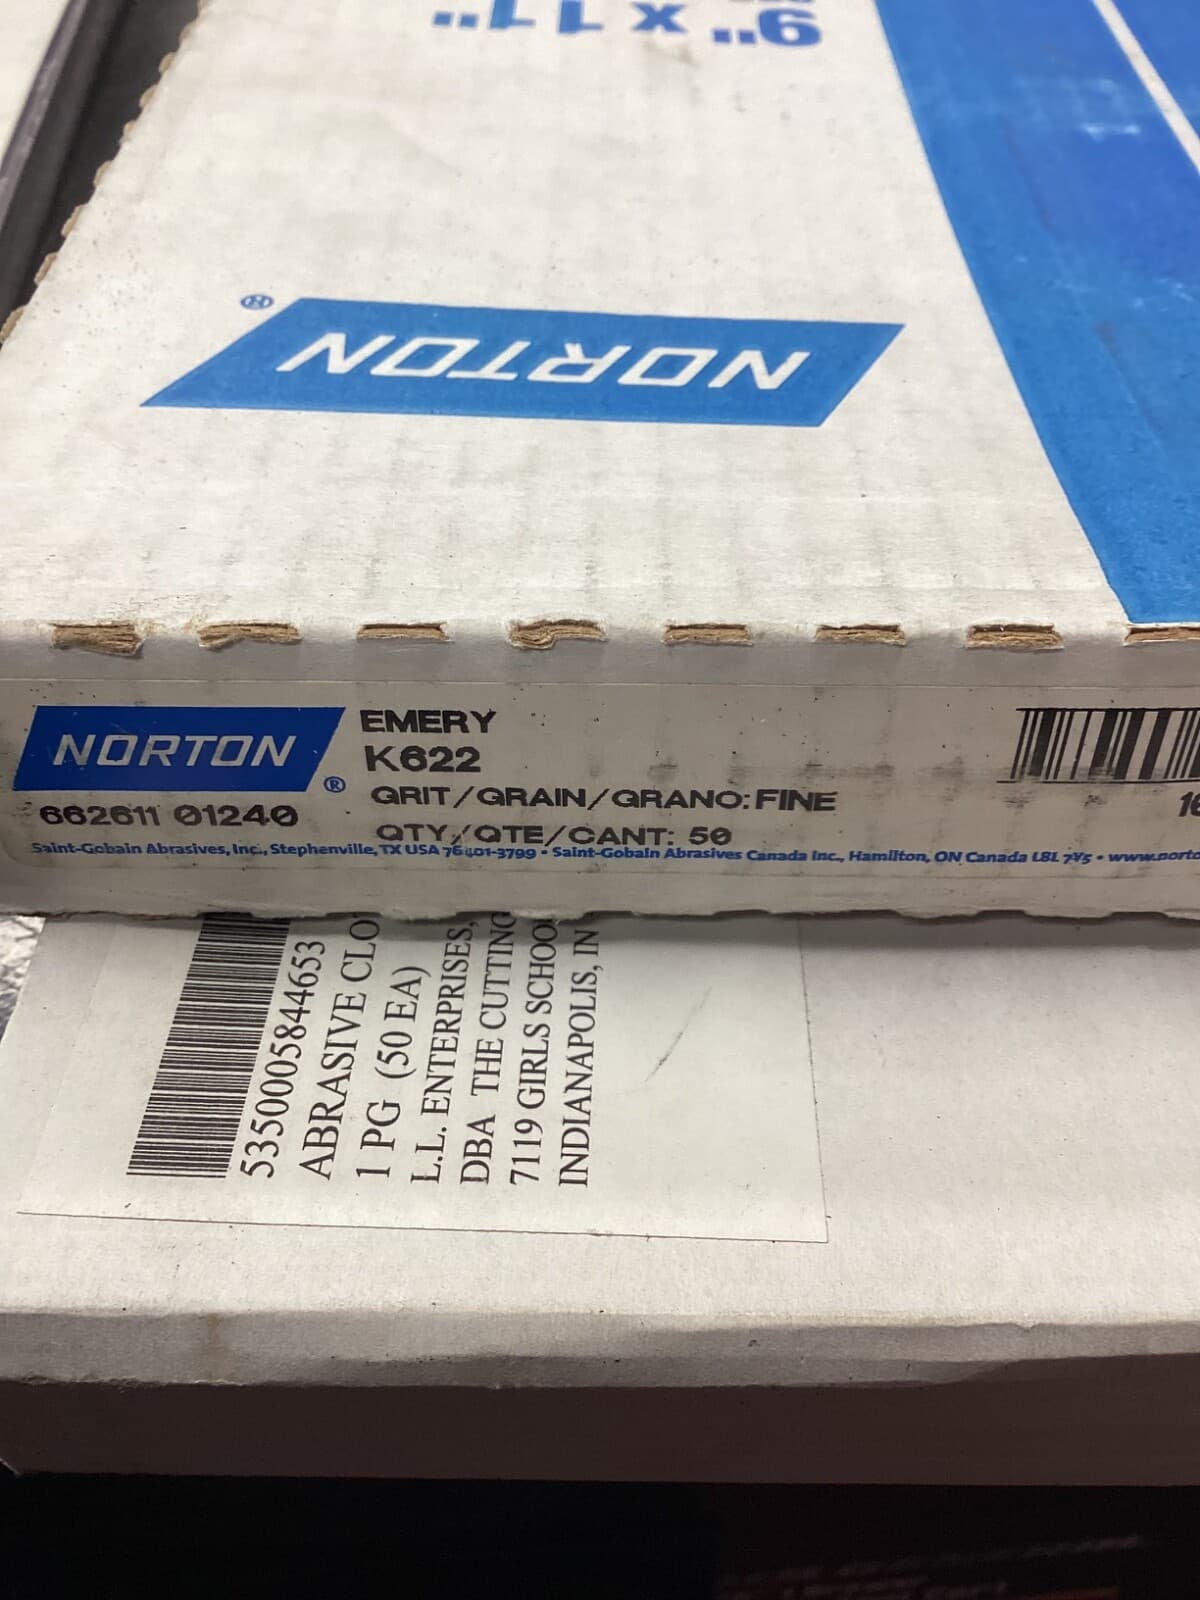 9" x 11"
NORTON®
NORTON®
EMERY
K622
GRIT/GRAIN/GRANO: FINE
662611 01240
QTY/QTE/CANT: 50
Saint-Gobain Abrasives, Inc., Stephenville, TX USA 76401-3799 • Saint-Gobain Abrasives Canada Inc., Hamilton, ON Canada L8L 7Y5 •
5350005844653
ABRASIVE
1 PG (50 EA)
L.L. ENTERPRISES,
DBA THE CUTTING
7119 GIRLS
INDIANAPOLIS, IN